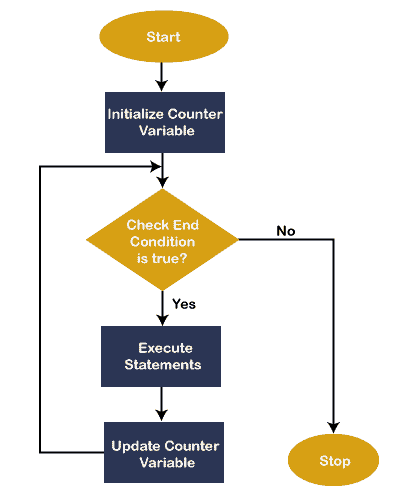 Start
Initialize Counter
Variable
Check End
Condition
is true?
No
Yes
Execute
Statements
Update Counter
Variable
Stop